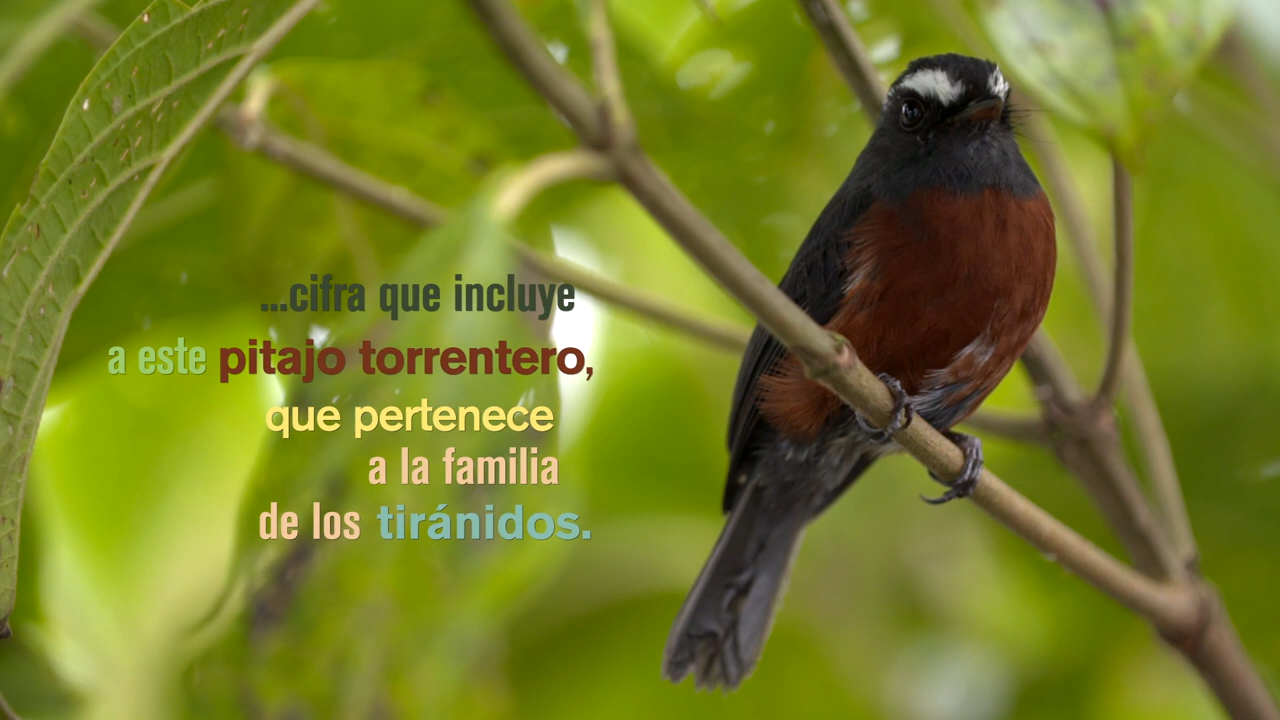 ...cifra que incluye
a este pitajo torrentero,
que pertenece
a la familia
de los tiránidos.